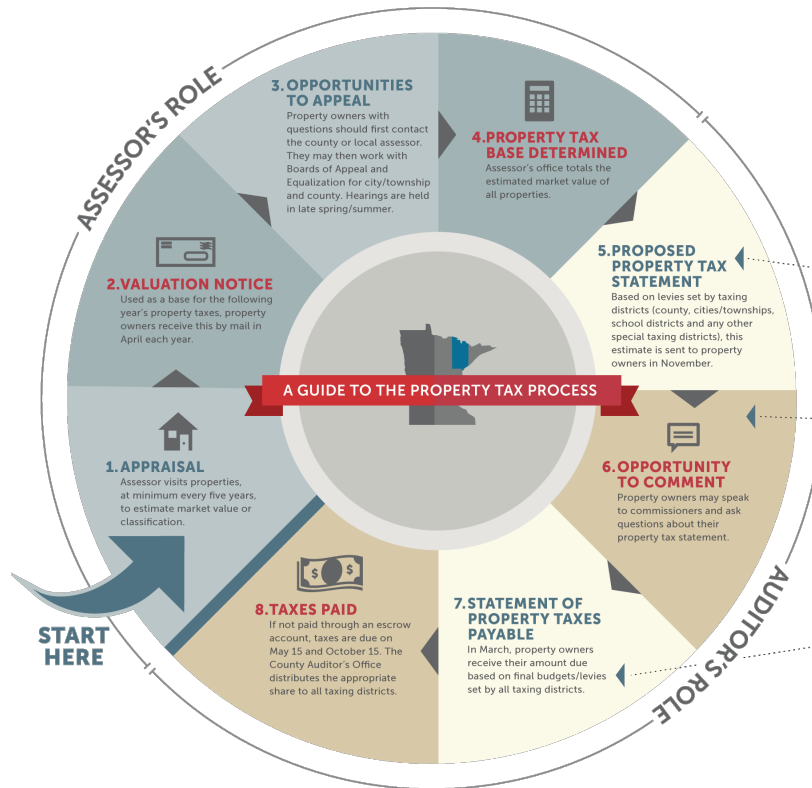 ASSESSOR'S ROLE
3. OPPORTUNITIES
TO APPEAL
Property owners with
questions should first contact
the county or local assessor.
They may then work with
Boards of Appeal and
Equalization for city/township
and county. Hearings are held
in late spring/summer.
4.PROPERTY TAX
BASE DETERMINED
Assessor's office totals the
estimated market value of
all properties.
2.VALUATION NOTICE
Used as a base for the following
year's property taxes, property
owners receive this by mail in
April each year.
5.PROPOSED
PROPERTY TAX
STATEMENT
Based on levies set by taxing
districts (county, cities/townships,
school districts and any other
special taxing districts), this
estimate is sent to property
owners in November.
A GUIDE TO THE PROPERTY TAX PROCESS
1. APPRAISAL
Assessor visits properties,
at minimum every five years,
to estimate market value or
classification.
START
HERE
6.OPPORTUNITY
TO COMMENT
Property owners may speak
to commissioners and ask
questions about their
property tax statement.
8.TAXES PAID
If not paid through an escrow
account, taxes are due on
May 15 and October 15. The
County Auditor's Office
distributes the appropriate
share to all taxing districts.
$ $
7. STATEMENT OF
PROPERTY TAXES
PAYABLE
In March, property owners
receive their amount due
based on final budgets/levies
set by all taxing districts.
AUDITOR'S ROLE